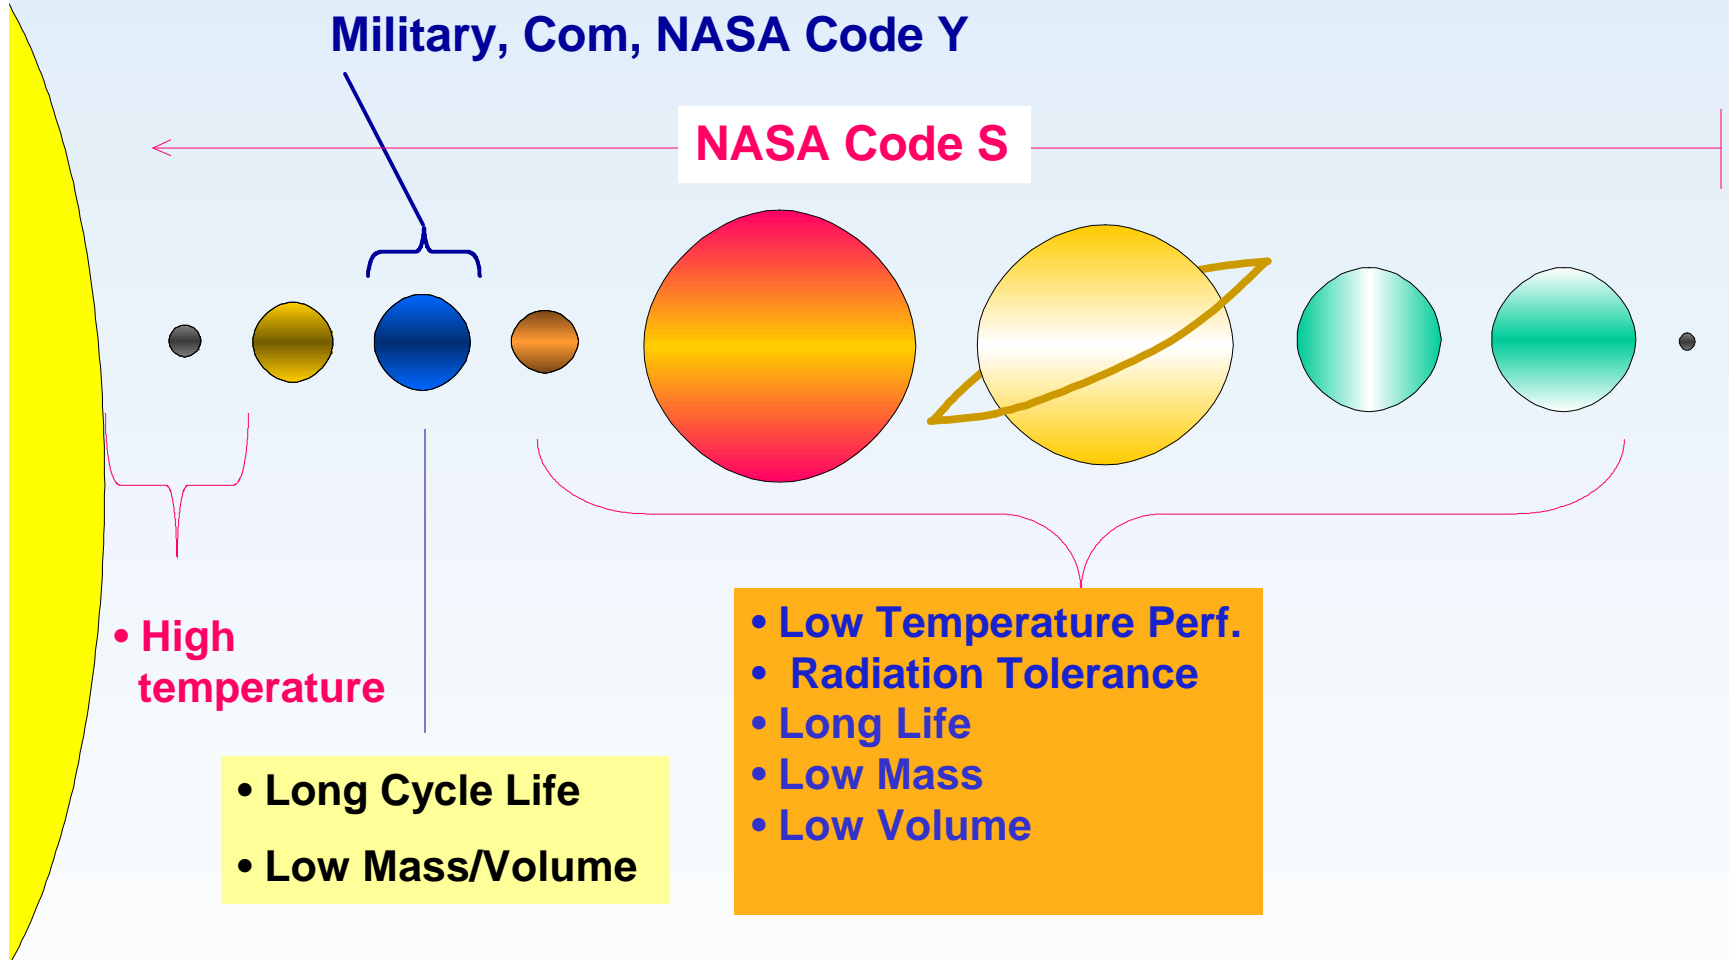 Military, Com, NASA Code Y
NASA Code S
• High
temperature
• Long Cycle Life
• Low Mass/Volume
• Low Temperature Perf.
• Radiation Tolerance
• Long Life
• Low Mass
• Low Volume